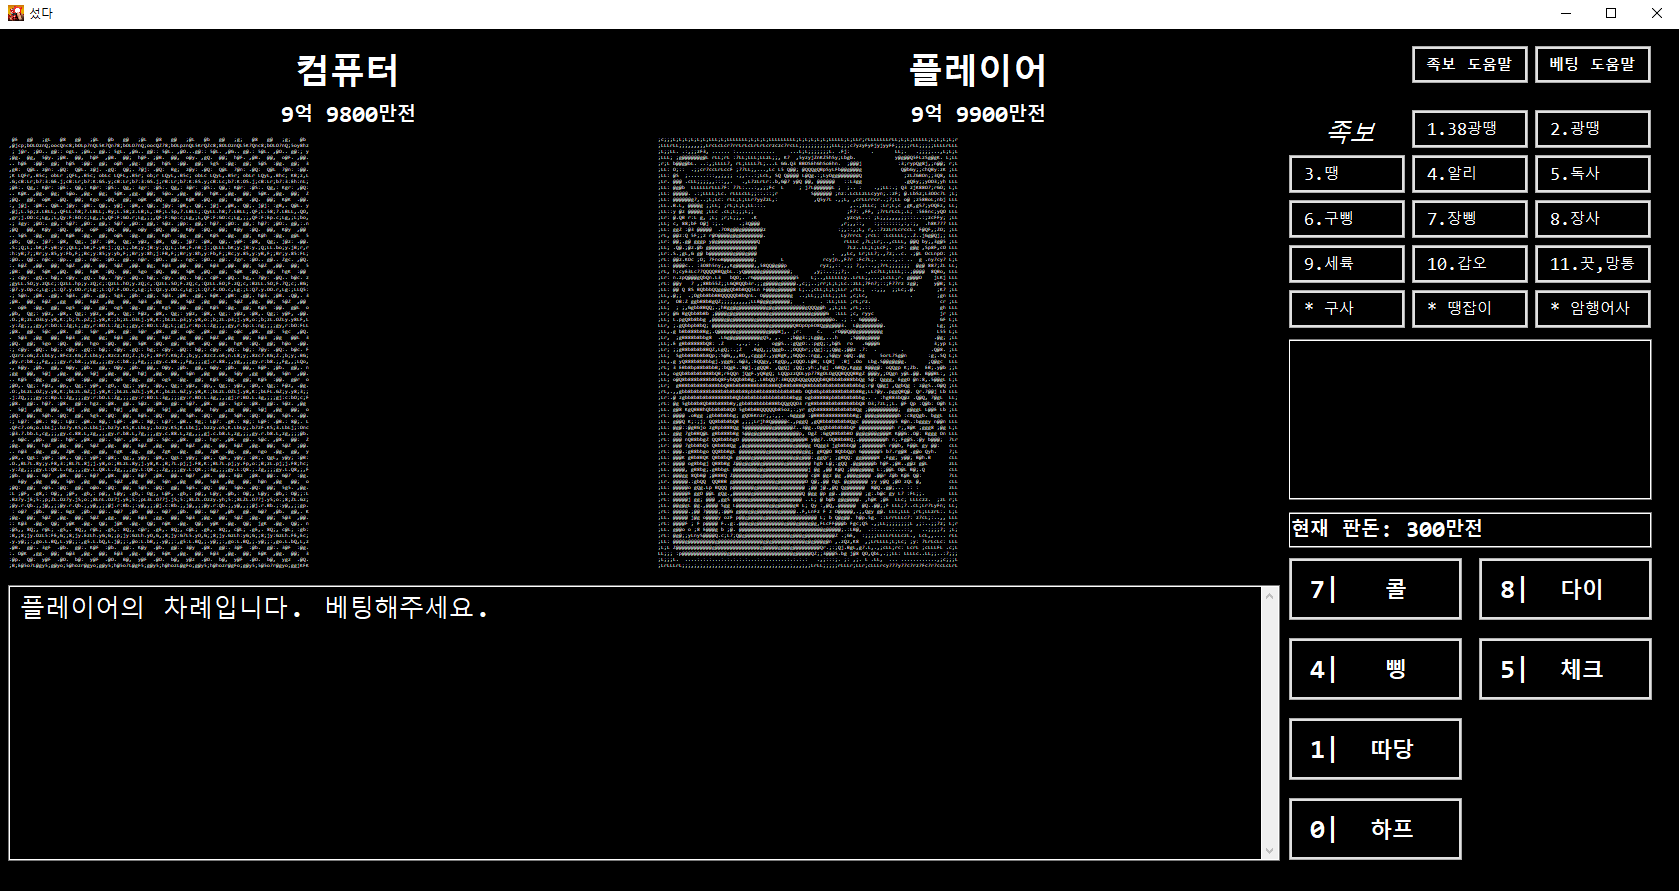 섰다
컴퓨터
9억 9800만전
플레이어
9억 9900만전
족보 도움말
베팅 도움말
족보
1.38광땡
2.광땡
3.땡
4.알리
5.독사
6.구삥
7.장삥
8.장사
9.세륙
10.갑오
11.끗,망통
* 구사
* 땡잡이
* 암행어사
현재 판돈: 300만전
7| 콜
8| 다이
4| 삥
5| 체크
1| 따당
0| 하프
플레이어의 차례입니다. 베팅해주세요.